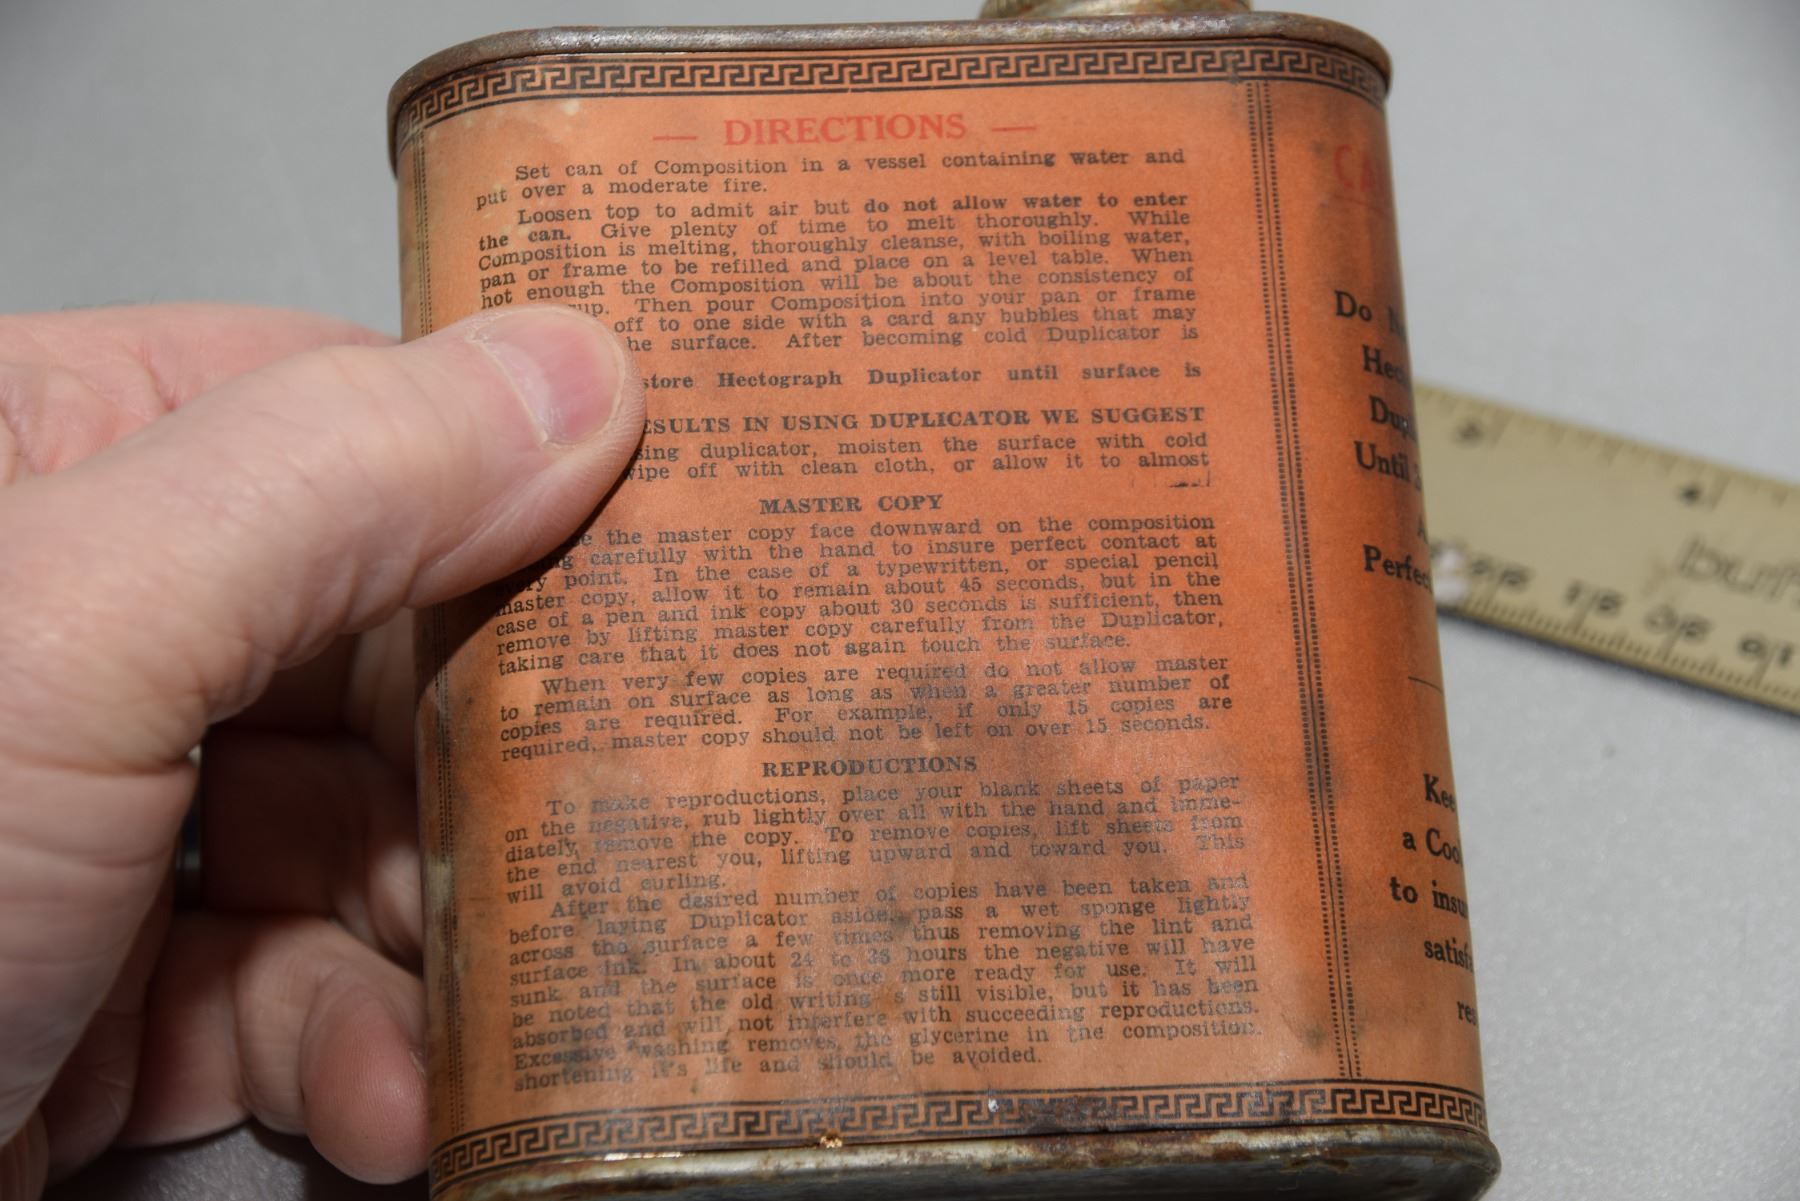 — DIRECTIONS —
Set can of Composition in a vessel containing water and
put over a moderate fire.
Loosen top to admit air but do not allow water to enter
the can. Give plenty of time to melt thoroughly. While
Composition is melting, thoroughly cleanse, with boiling water,
pan or frame to be refilled and place on a level table. When
hot enough the Composition will be about the consistency of
Then pour Composition into your pan or frame
off to one side with a card any bubbles that may
surface. After becoming cold Duplicator is
store Hectograph Duplicator until surface is
IN USING DUPLICATOR WE SUGGEST
duplicator, moisten the surface with cold
wipe off with clean cloth, or allow it to almost
MASTER COPY
the master copy face downward on the composition
carefully with the hand to insure perfect contact at
every point. In the case of a typewritten, or special pencil
master copy, allow it to remain about 45 seconds, but in the
case of a pen and ink copy about 30 seconds is sufficient, then
remove by lifting master copy carefully from the Duplicator,
taking care that it does not again touch the surface.
When very few copies are required do not allow master
to remain on surface as long as when a greater number of
copies are required. For example, if only 15 copies are
required, master copy should not be left on over 15 seconds.
REPRODUCTIONS
To make reproductions, place your blank sheets of paper
on the negative, rub lightly over all with the hand and imme-
diately remove the copy. To remove copies, lift sheets from
the end nearest you, lifting upward and toward you. This
will avoid curling.
After the desired number of copies have been taken and
before laying Duplicator aside, pass a wet sponge lightly
across the surface a few times thus removing the lint and
surface ink. In about 24 to 36 hours the negative will have
sunk and the surface is once more ready for use. It will
be noted that the old writing s still visible, but it has been
absorbed and will not interfere with succeeding reproductions.
Excessive washing removes the glycerine in the composition.
shortening it's life and should be avoided.
Do
Until
a
to